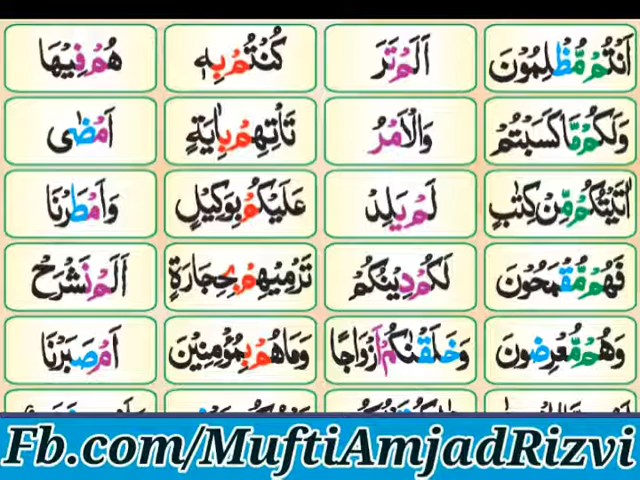 اَنْتُمْ مُّظْلِمُوْنَ اَلَمْ تَرَ كُنْتُمْ بِهٖ هُمْ فِيْهَا
وَلَكُمْ مَّا كَسَبْتُمْ وَالْاَمْرُ تَاْتِهِمْ بِاٰيَةٍ اَمْضٰى
اٰتَيْتُكُمْ مِّنْ كِتٰبٍ لَمْ يَلِدْ عَلَيْكُمْ بِوَكِيْلٍ وَاَمْطَرْنَا
فَهُمْ مُّقْمَحُوْنَ لَكُمْ دِيْنُكُمْ تَرْمِيْهِمْ بِحِجَارَةٍ اَلَمْ نَشْرَحْ
وَهُمْ مُّعْرِضُوْنَ وَخَلَقْنٰكُمْ اَزْوَاجًا وَمَا هُمْ بِمُؤْمِنِيْنَ اَمْ صَبَرْنَا
Fb.com/MuftiAmjadRizvi